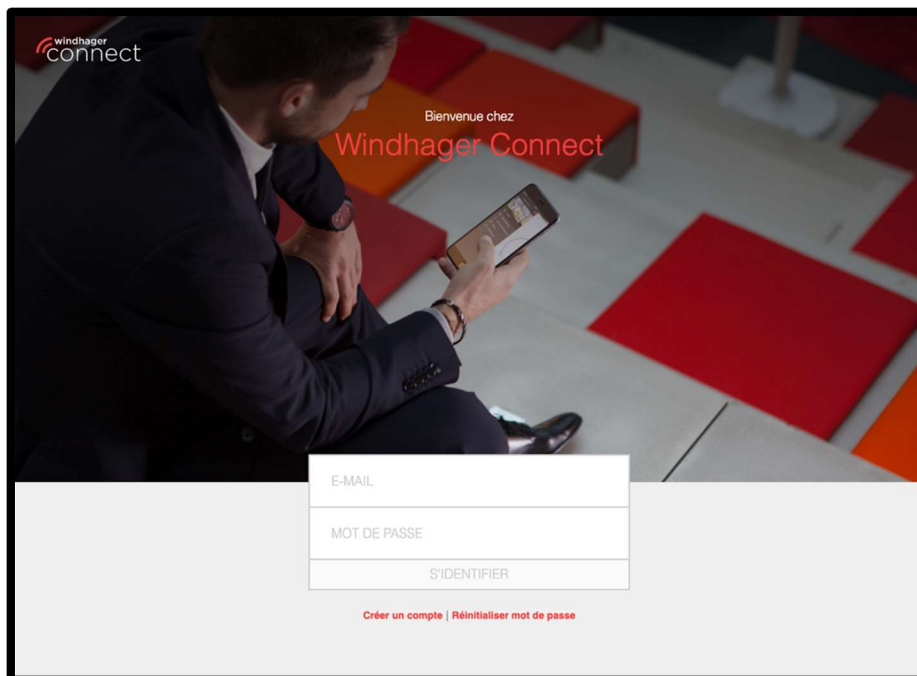 windhager
connect
Bienvenue chez
Windhager Connect
E-MAIL
MOT DE PASSE
S'IDENTIFIER
Créer un compte | Réinitialiser mot de passe